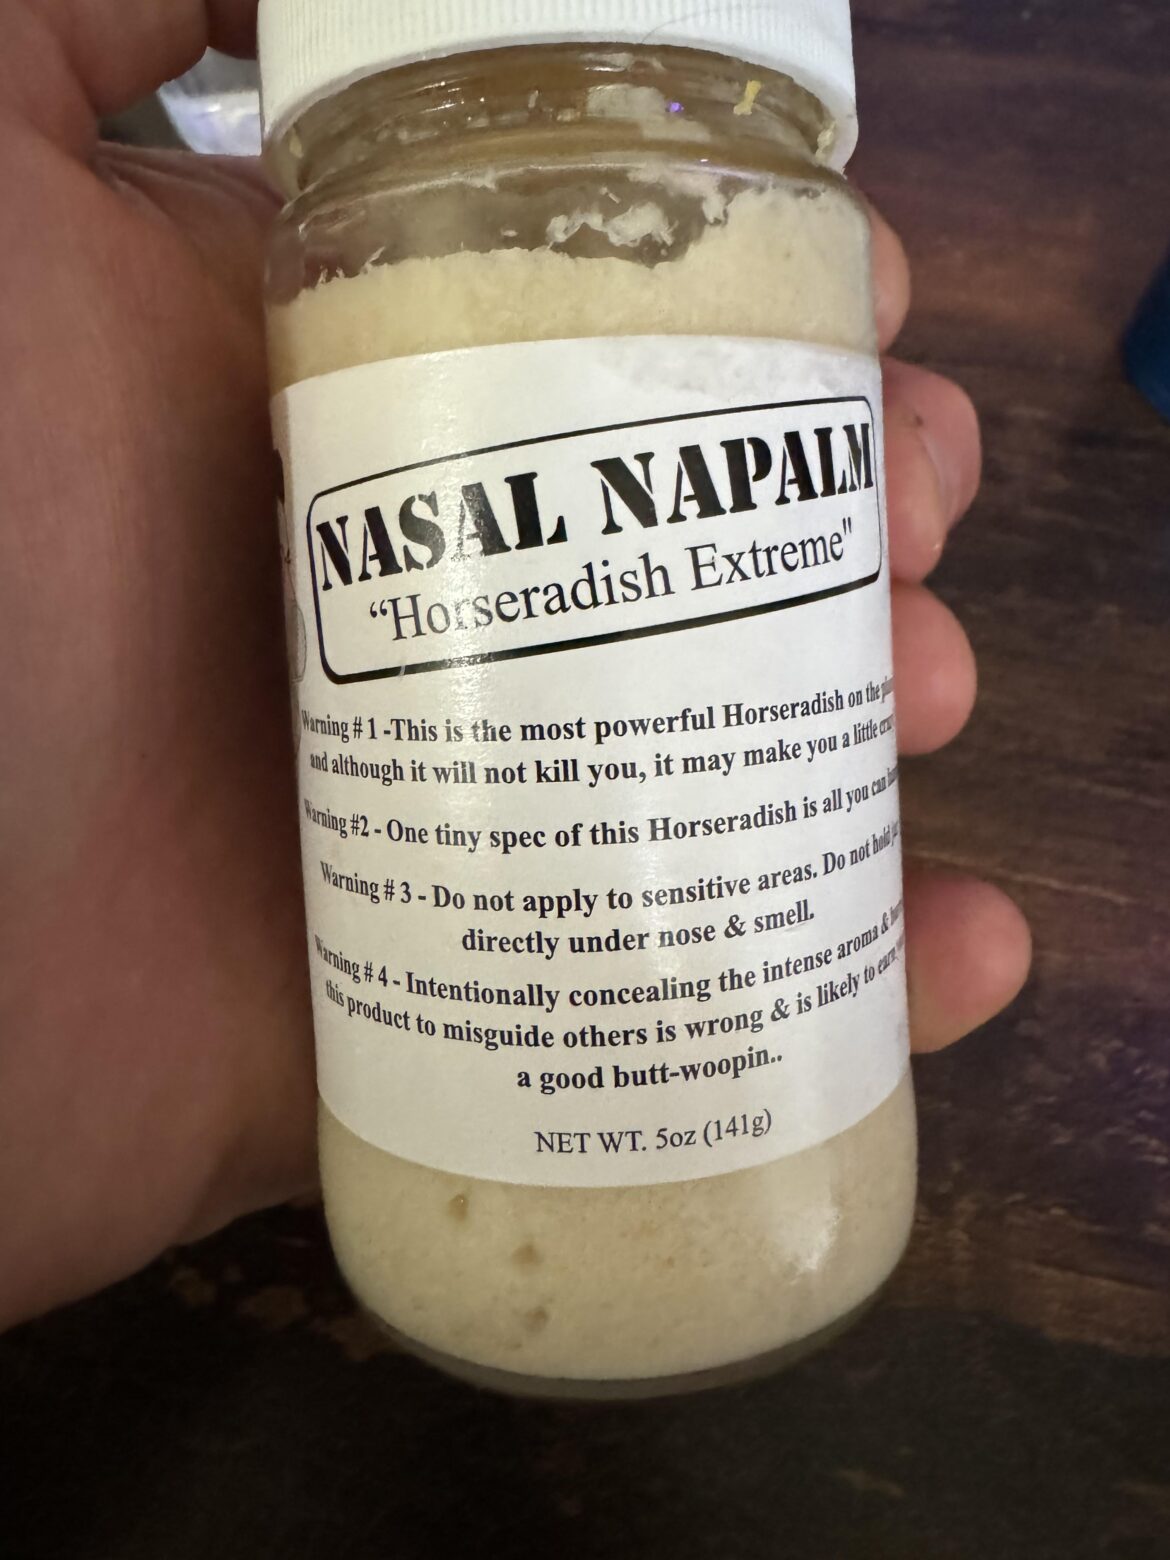 NASAL NAPALM
“Horseradish Extreme"
Warning # 1 -This is the most powerful Horseradish on the
and although it will not kill you, it may make you a little
Warning #2 - One tiny spec of this Horseradish is all you can
Warning # 3 - Do not apply to sensitive areas. Do not hold
directly under nose & smell.
Warning # 4 - Intentionally concealing the intense aroma &
this product to misguide others is wrong & is likely to earn
a good butt-woopin..
NET WT. 5oz (141g)